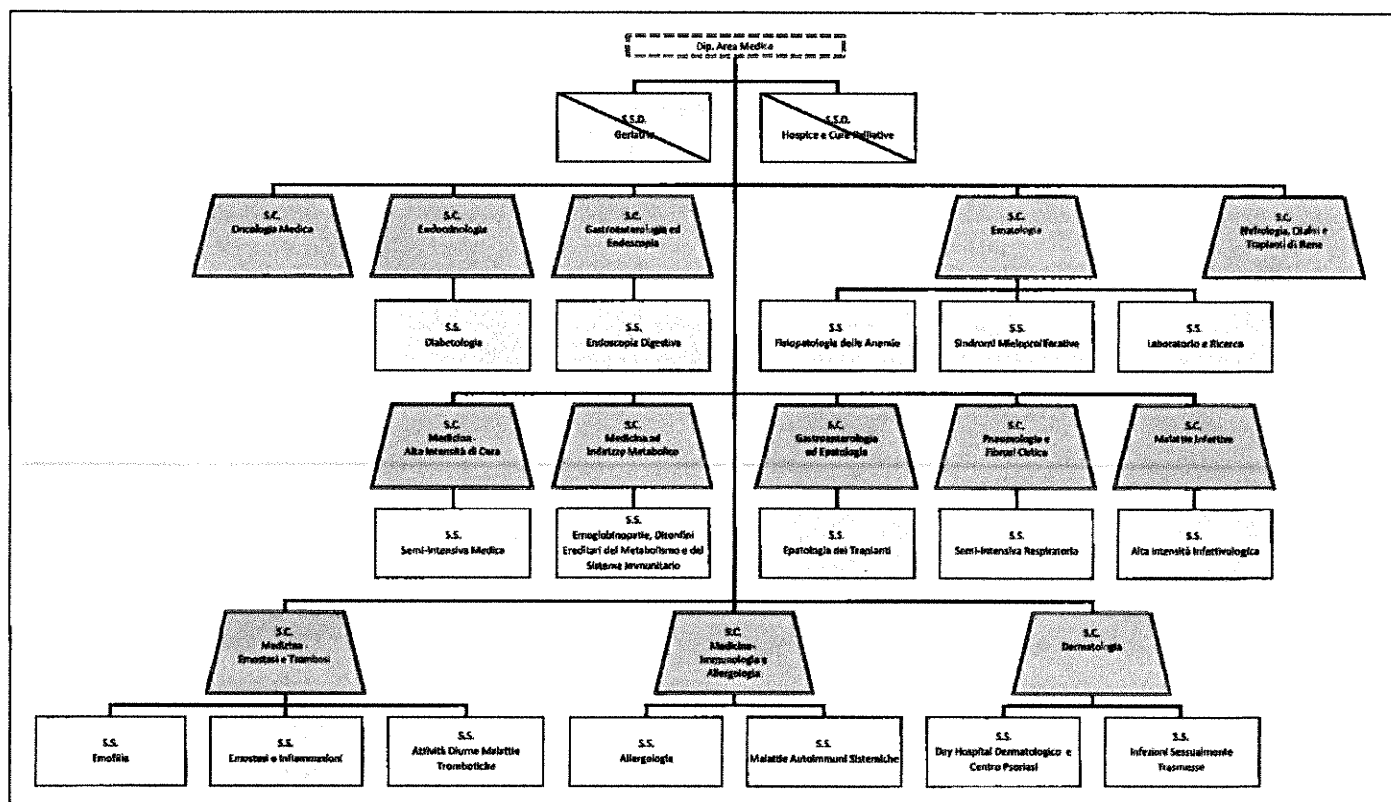 Dip. Area Medica
S.S.D.
Geriatria
S.S.D.
Hospice e Cure Palliative
S.C.
Oncologia Medica
S.C.
Endocrinologia
S.C.
Gastroenterologia ed
Endoscopia
S.C.
Ematologia
S.C.
Nefrologia, Dialisi e
Trapianti di Rene
S.S.
Diabetologia
S.S.
Endoscopia Digestiva
S.S
Fisiopatologia delle Anemie
S.S.
Sindromi Mieloproliferative
S.S.
Laboratorio e Ricerca
S.C.
Medicina -
Alta Intensità di Cura
S.C.
Medicina ad
Indirizzo Metabolico
S.C.
Gastroenterologia
ed Epatologia
S.C.
Pneumologia e
Fibrosi Cistica
S.C.
Malattie Infettive
S.S.
Semi-Intensiva Medica
S.S.
Emoglobinopatie, Disordini
Ereditari del Metabolismo e del
Sistema Immunitario
S.S.
Epatologia dei Trapianti
S.S.
Semi-Intensiva Respiratoria
S.S.
Alta Intensità Infettivologica
S.C.
Medicina -
Emostasi e Trombosi
S.C.
Medicina-
Immunologia e
Allergologia
S.C.
Dermatologia
S.S.
Emofilia
S.S.
Emostasi e Infiammazioni
S.S.
Attività Diurne Malattie
Trombotiche
S.S.
Allergologia
S.S.
Malattie Autoimmuni Sistemiche
S.S.
Day Hospital Dermatologico e
Centro Psoriasi
S.S.
Infezioni Sessualmente
Trasmesse